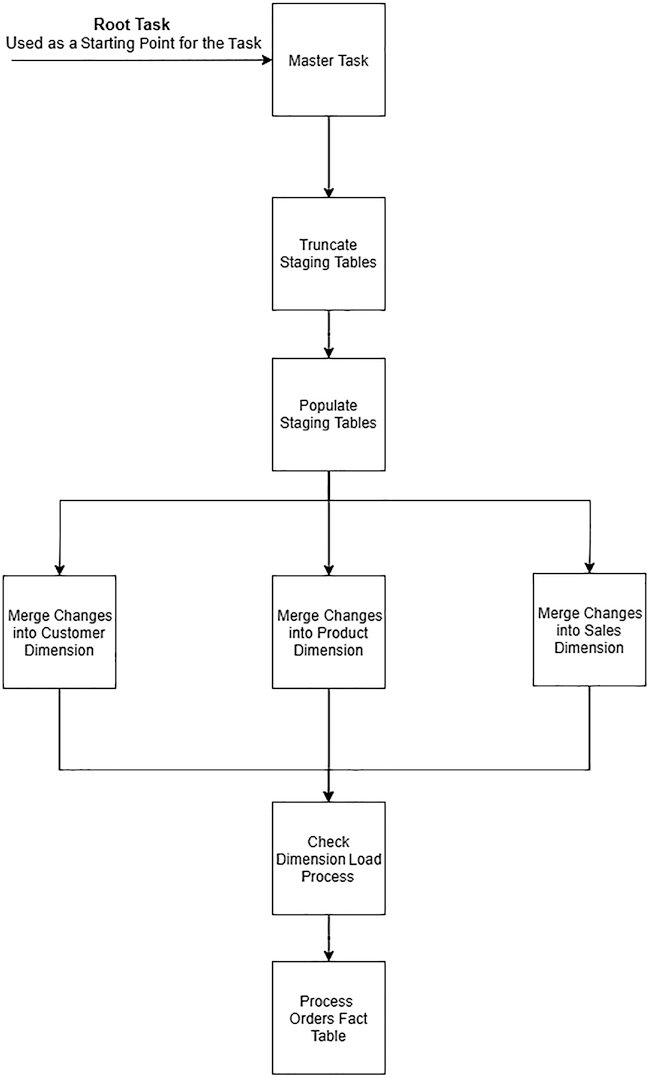 Root Task
Used as a Starting Point for the Task
Master Task
Truncate
Staging Tables
Populate
Staging Tables
Merge Changes
into Customer
Dimension
Merge Changes
into Product
Dimension
Merge Changes
into Sales
Dimension
Check
Dimension Load
Process
Process
Orders Fact
Table